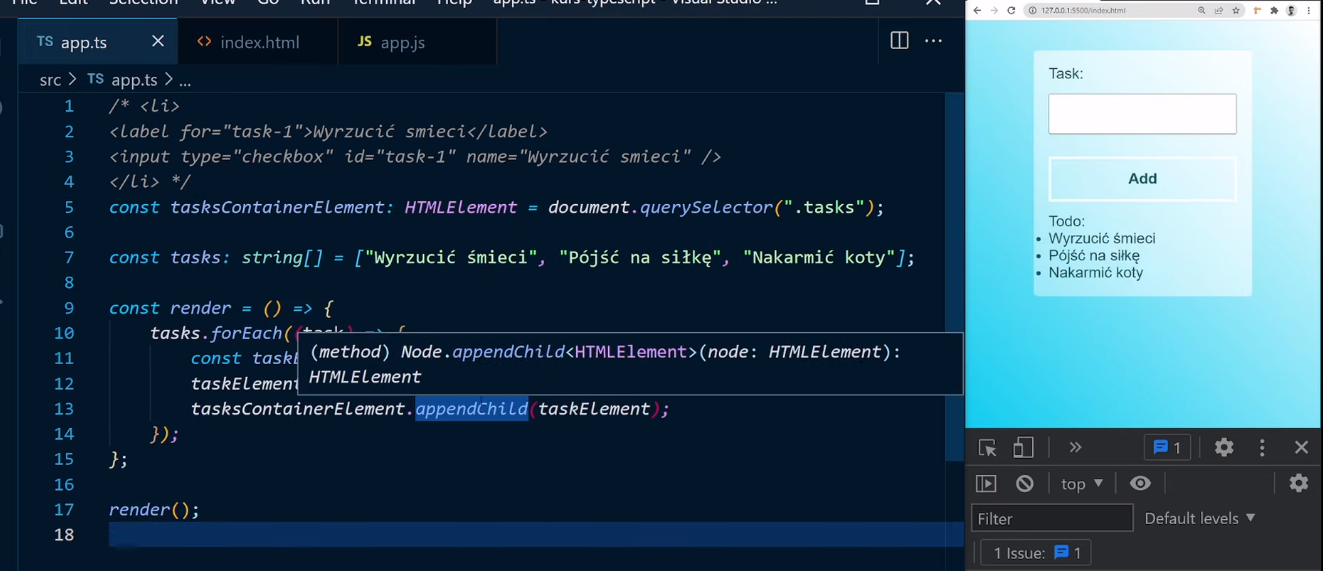 File Edit Selection View Go Run Terminal Help app.ts - kurs-typescript - Visual Studio ...
TS app.ts
index.html
JS app.js
src > TS app.ts > ...
1 /* <li>
2 <label for="task-1">Wyrzucić smieci</label>
3 <input type="checkbox" id="task-1" name="Wyrzucić smieci" />
4 </li> */
5 const tasksContainerElement: HTMLElement = document.querySelector(".tasks");
6
7 const tasks: string[] = ["Wyrzucić śmieci", "Pójść na siłkę", "Nakarmić koty"];
8
9 const render = () => {
10 tasks.forEach((task) => {
(method) Node.appendChild<HTMLElement>(node: HTMLElement):
HTMLElement
11 const taskE
12 taskElement
13 tasksContainerElement.appendChild(taskElement);
14 });
15 };
16
17 render();
18
127.0.0.1:5500/index.html
Task:
Add
Todo:
Wyrzucić śmieci
Pójść na siłkę
Nakarmić koty
1
top
Filter
Default levels
1 Issue: 1